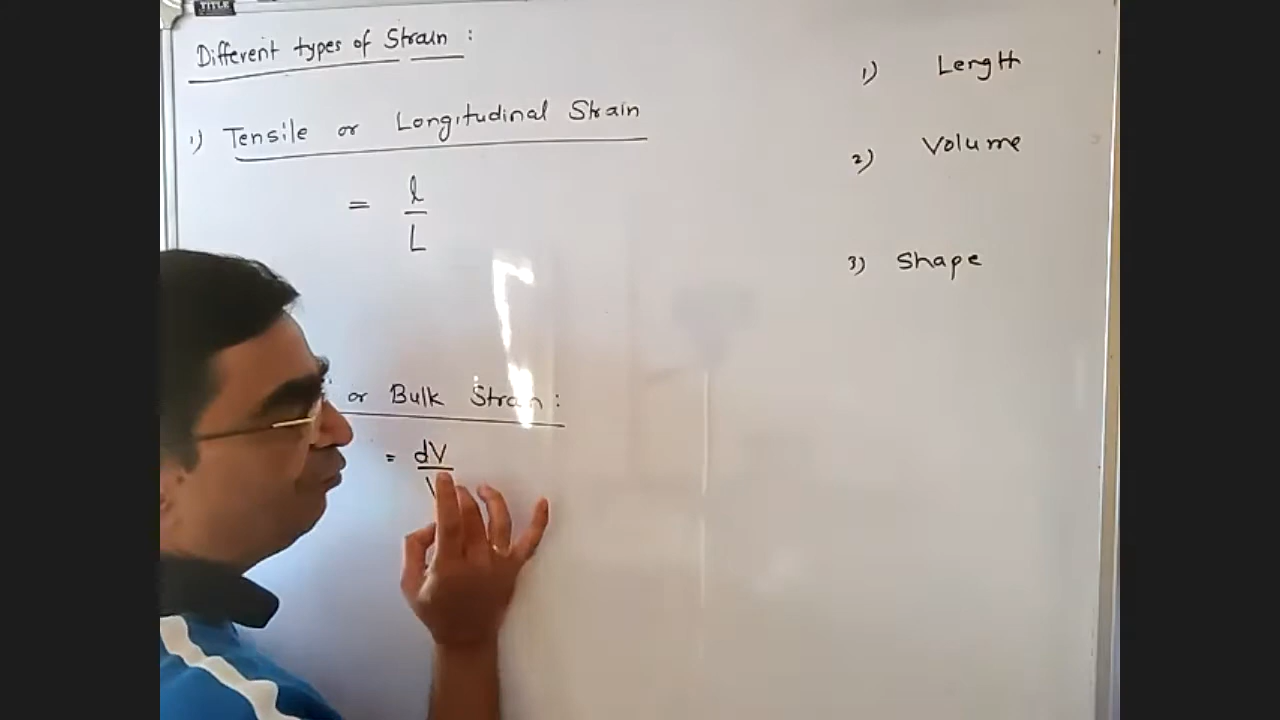 TITLE
Different types of Strain :
1) Tensile or Longitudinal Strain
= l
L
or Bulk Strain :
= dV
1) Length
2) Volume
3) Shape